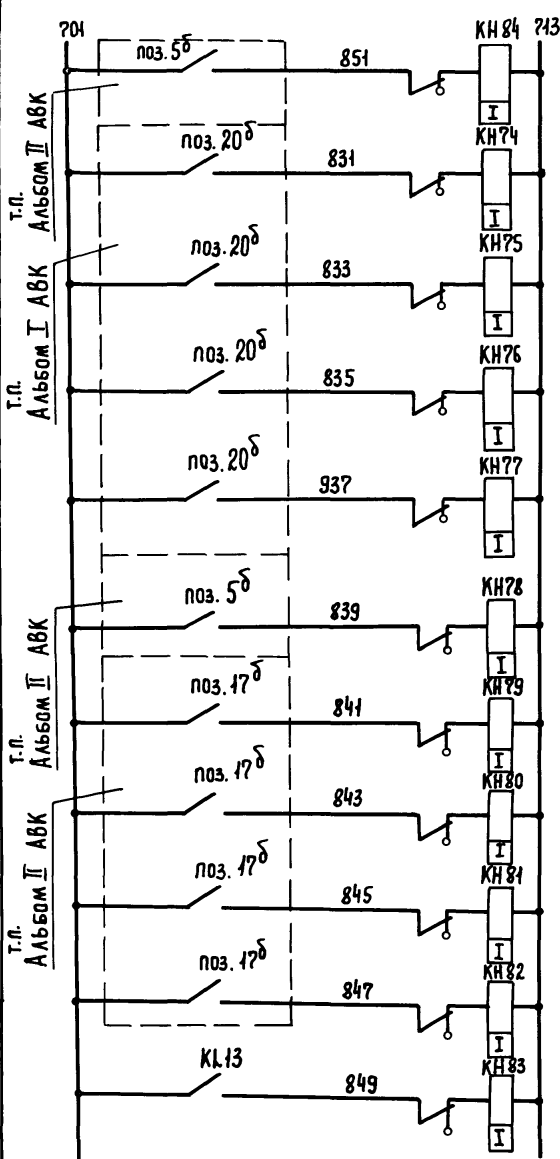 701
713
поз. 5б
851
КН84
I
поз. 20б
831
КН74
I
поз. 20б
833
КН75
I
поз. 20б
835
КН76
I
поз. 20б
937
КН77
I
поз. 5б
839
КН78
I
поз. 17б
841
КН79
I
поз. 17б
843
КН80
I
поз. 17б
845
КН81
I
поз. 17б
847
КН82
I
KL13
849
КН83
I
Т.П.
Альбом II АВК
Т.П.
Альбом I АВК
Т.П.
Альбом II АВК
Т.П.
Альбом II АВК